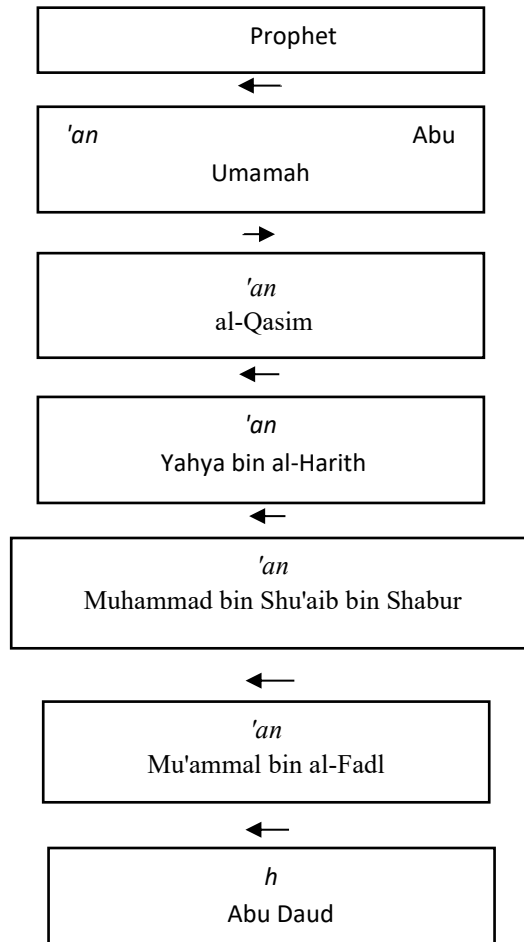 Prophet
'an Abu
Umamah
'an
al-Qasim
'an
Yahya bin al-Harith
'an
Muhammad bin Shu'aib bin Shabur
'an
Mu'ammal bin al-Fadl
h
Abu Daud